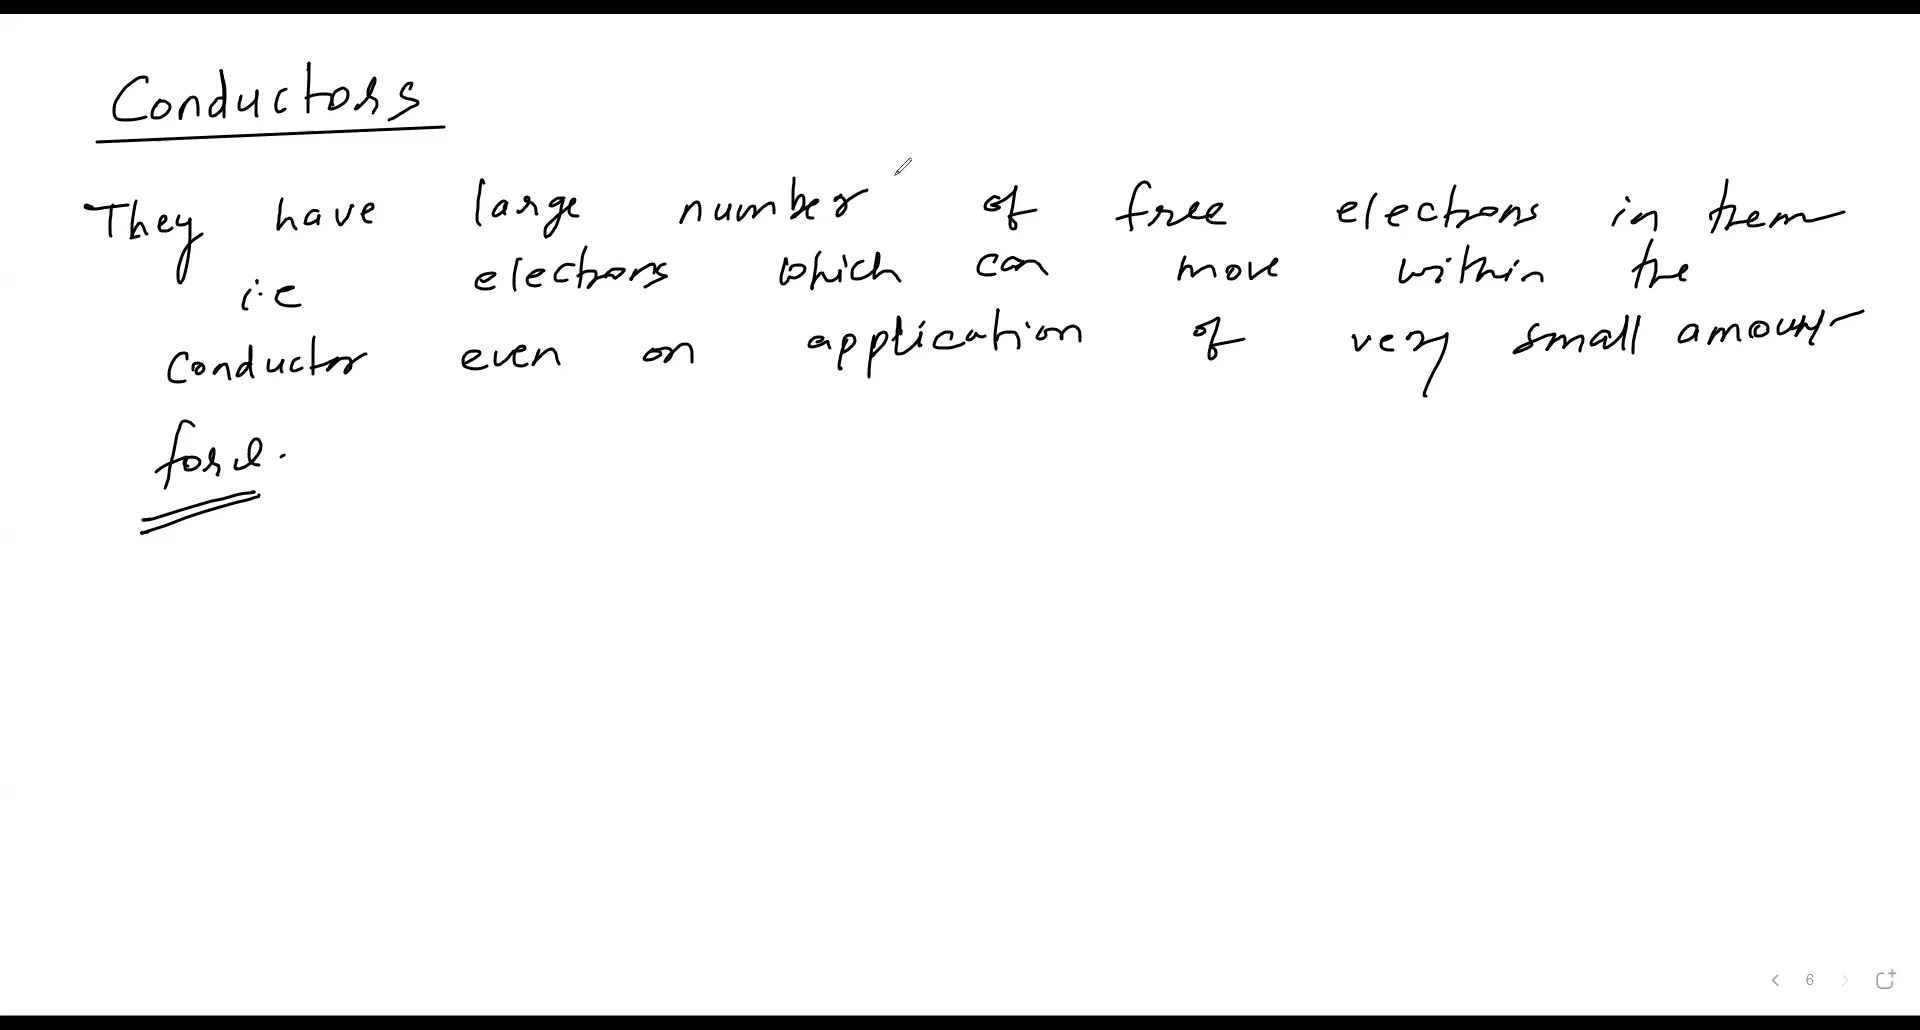 Conductors
They have large number of free electrons in them
i.e electrons which can move within the
conductor even on application of very small amount
force.
6